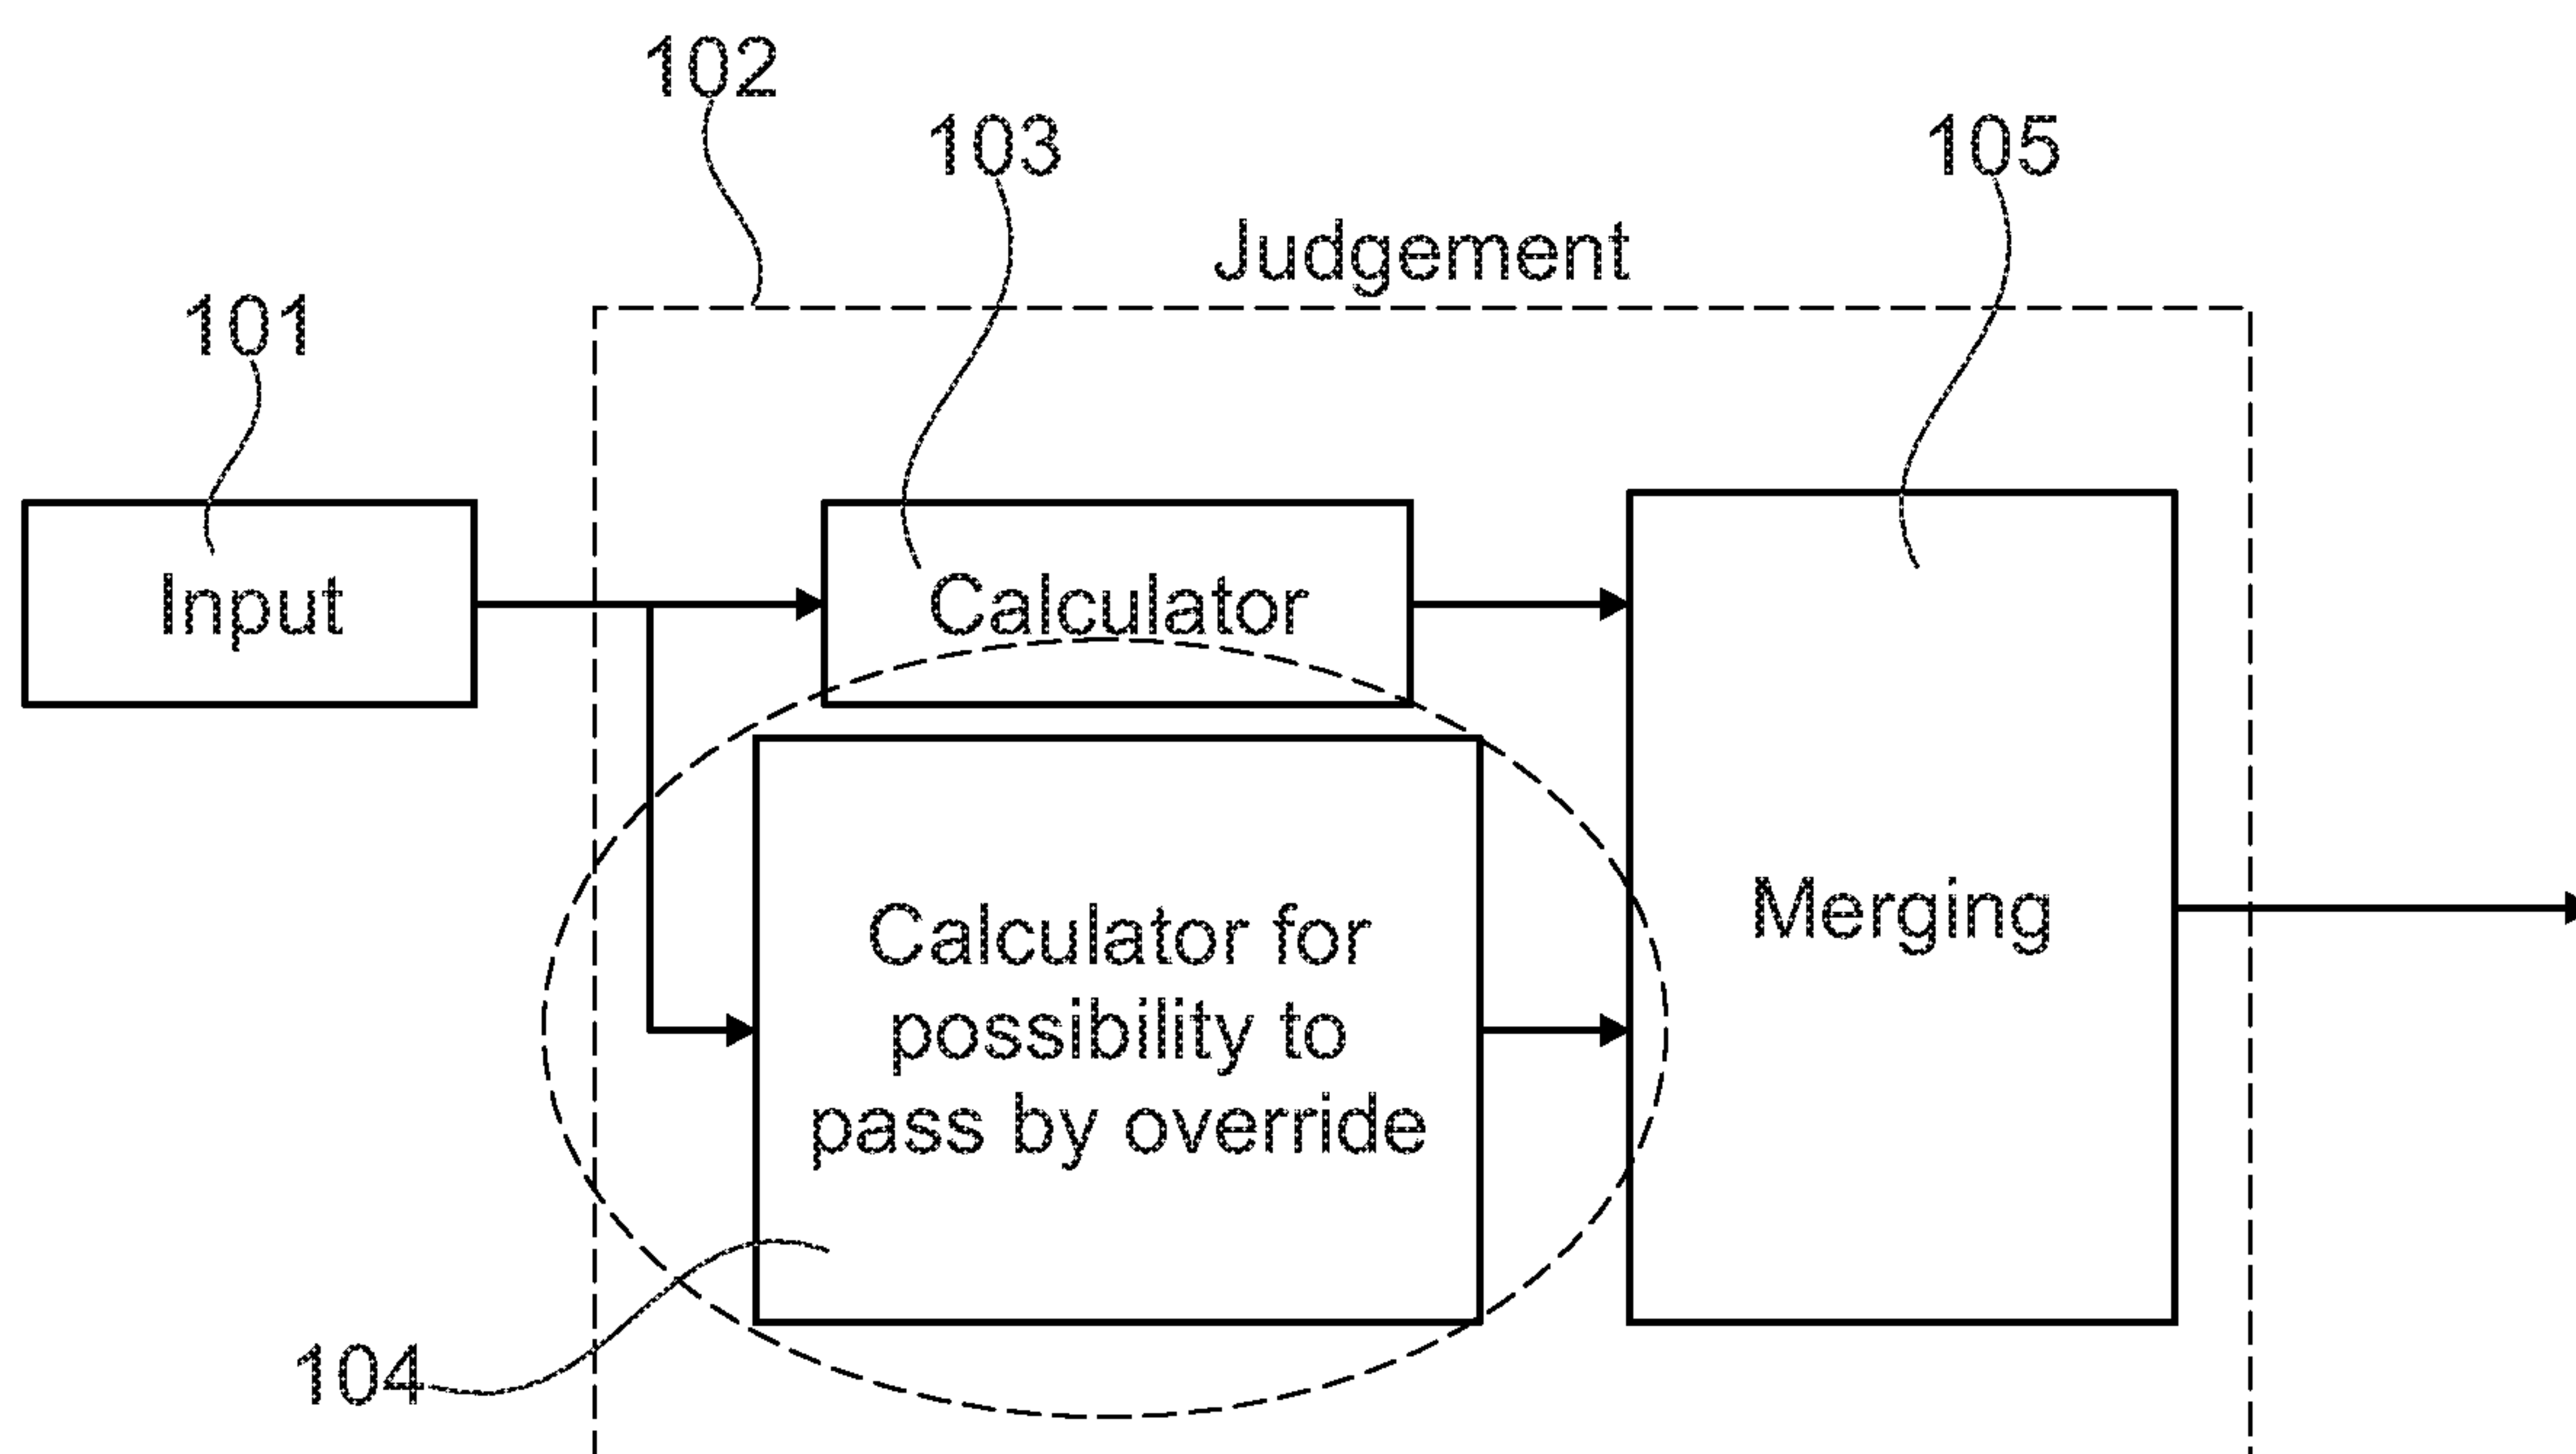 102
103
105
Judgement
101
Input
Calculator
Merging
Calculator for
possibility to
pass by override
104